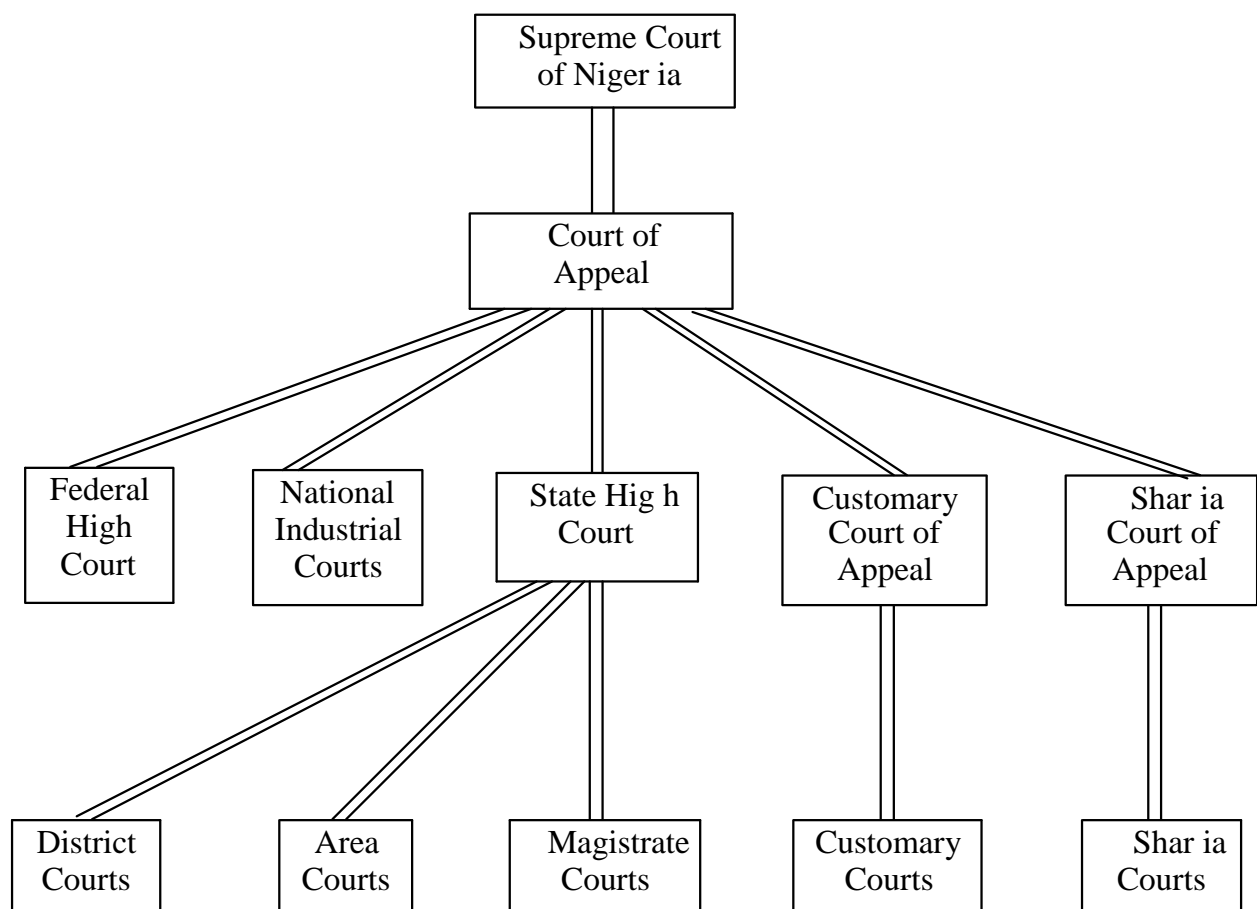 Supreme Court
of Niger ia
Court of
Appeal
Federal
High
Court
National
Industrial
Courts
State Hig h
Court
Customary
Court of
Appeal
Shar ia
Court of
Appeal
District
Courts
Area
Courts
Magistrate
Courts
Customary
Courts
Shar ia
Courts